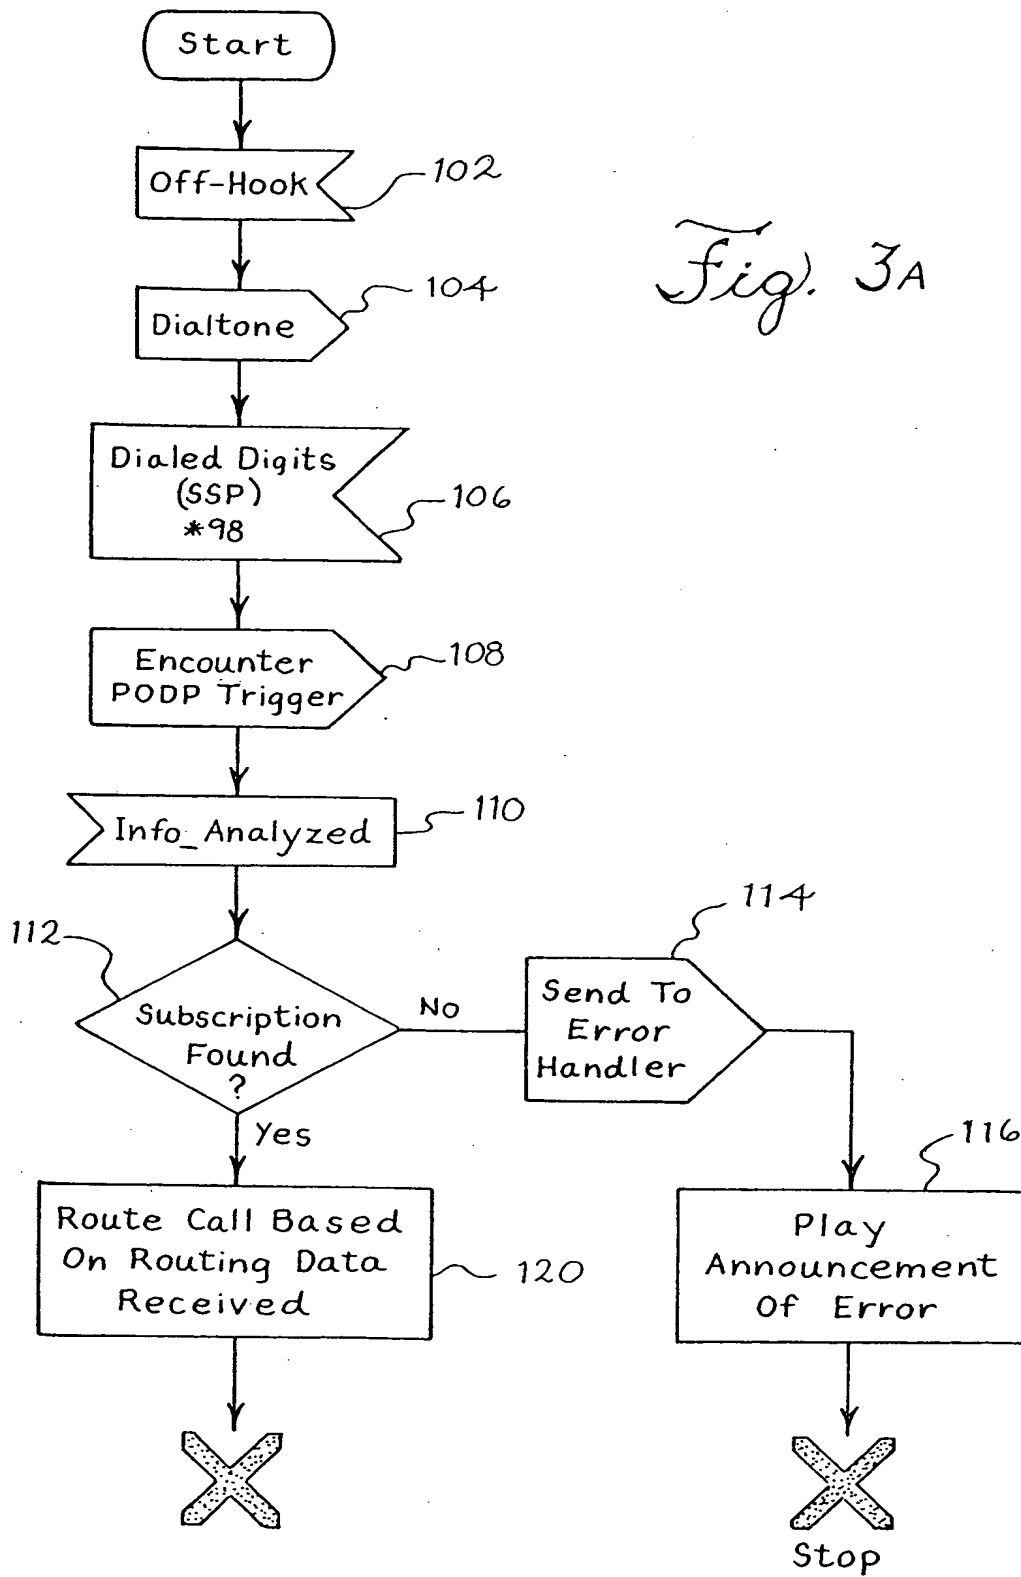 Start
Off-Hook
102
Fig. 3A
Dialtone
104
Dialed Digits
(SSP)
*98
106
Encounter
PODP Trigger
108
Info_Analyzed
110
112
Subscription
Found
?
No
Yes
114
Send To
Error
Handler
116
Route Call Based
On Routing Data
Received
120
Play
Announcement
Of Error
Stop